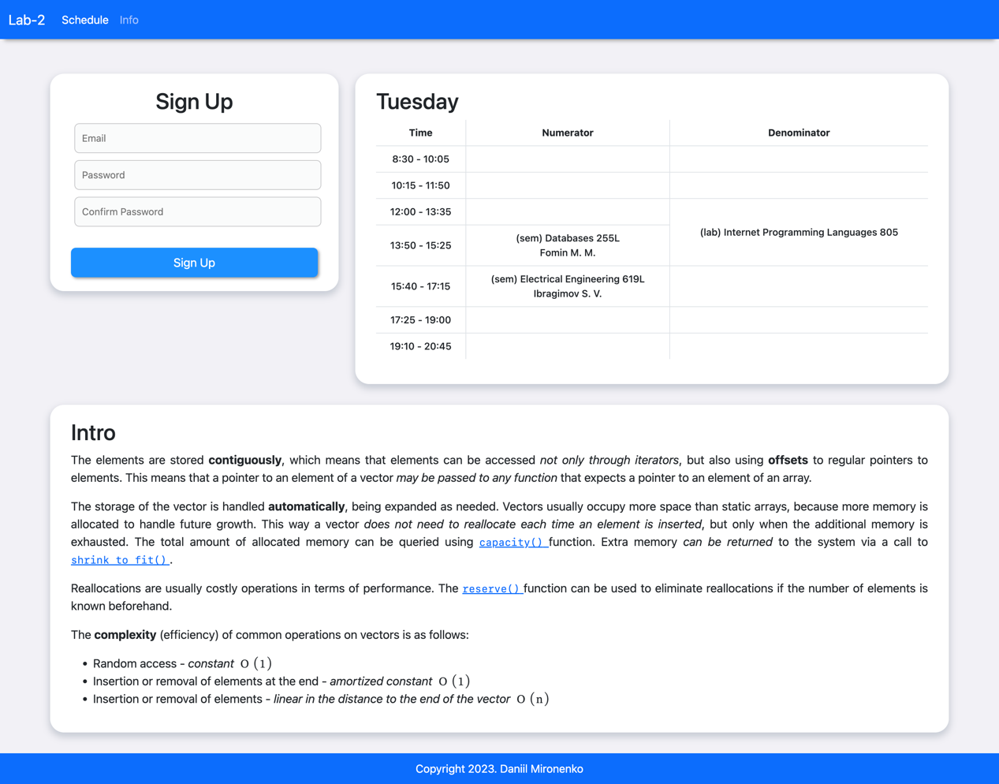 Lab-2 Schedule Info
Sign Up
Email
Password
Confirm Password
Sign Up
Tuesday
Time Numerator Denominator
8:30 - 10:05
10:15 - 11:50
12:00 - 13:35
(lab) Internet Programming Languages 805
13:50 - 15:25
(sem) Databases 255L
Fomin M. M.
15:40 - 17:15
(sem) Electrical Engineering 619L
Ibragimov S. V.
17:25 - 19:00
19:10 - 20:45
Intro
The elements are stored contiguously, which means that elements can be accessed not only through iterators, but also using offsets to regular pointers to
elements. This means that a pointer to an element of a vector may be passed to any function that expects a pointer to an element of an array.
The storage of the vector is handled automatically, being expanded as needed. Vectors usually occupy more space than static arrays, because more memory is
allocated to handle future growth. This way a vector does not need to reallocate each time an element is inserted, but only when the additional memory is
exhausted. The total amount of allocated memory can be queried using capacity() function. Extra memory can be returned to the system via a call to
shrink_to_fit() .
Reallocations are usually costly operations in terms of performance. The reserve() function can be used to eliminate reallocations if the number of elements is
known beforehand.
The complexity (efficiency) of common operations on vectors is as follows:
• Random access - constant O (1)
• Insertion or removal of elements at the end - amortized constant O (1)
• Insertion or removal of elements - linear in the distance to the end of the vector O (n)
Copyright 2023. Daniil Mironenko